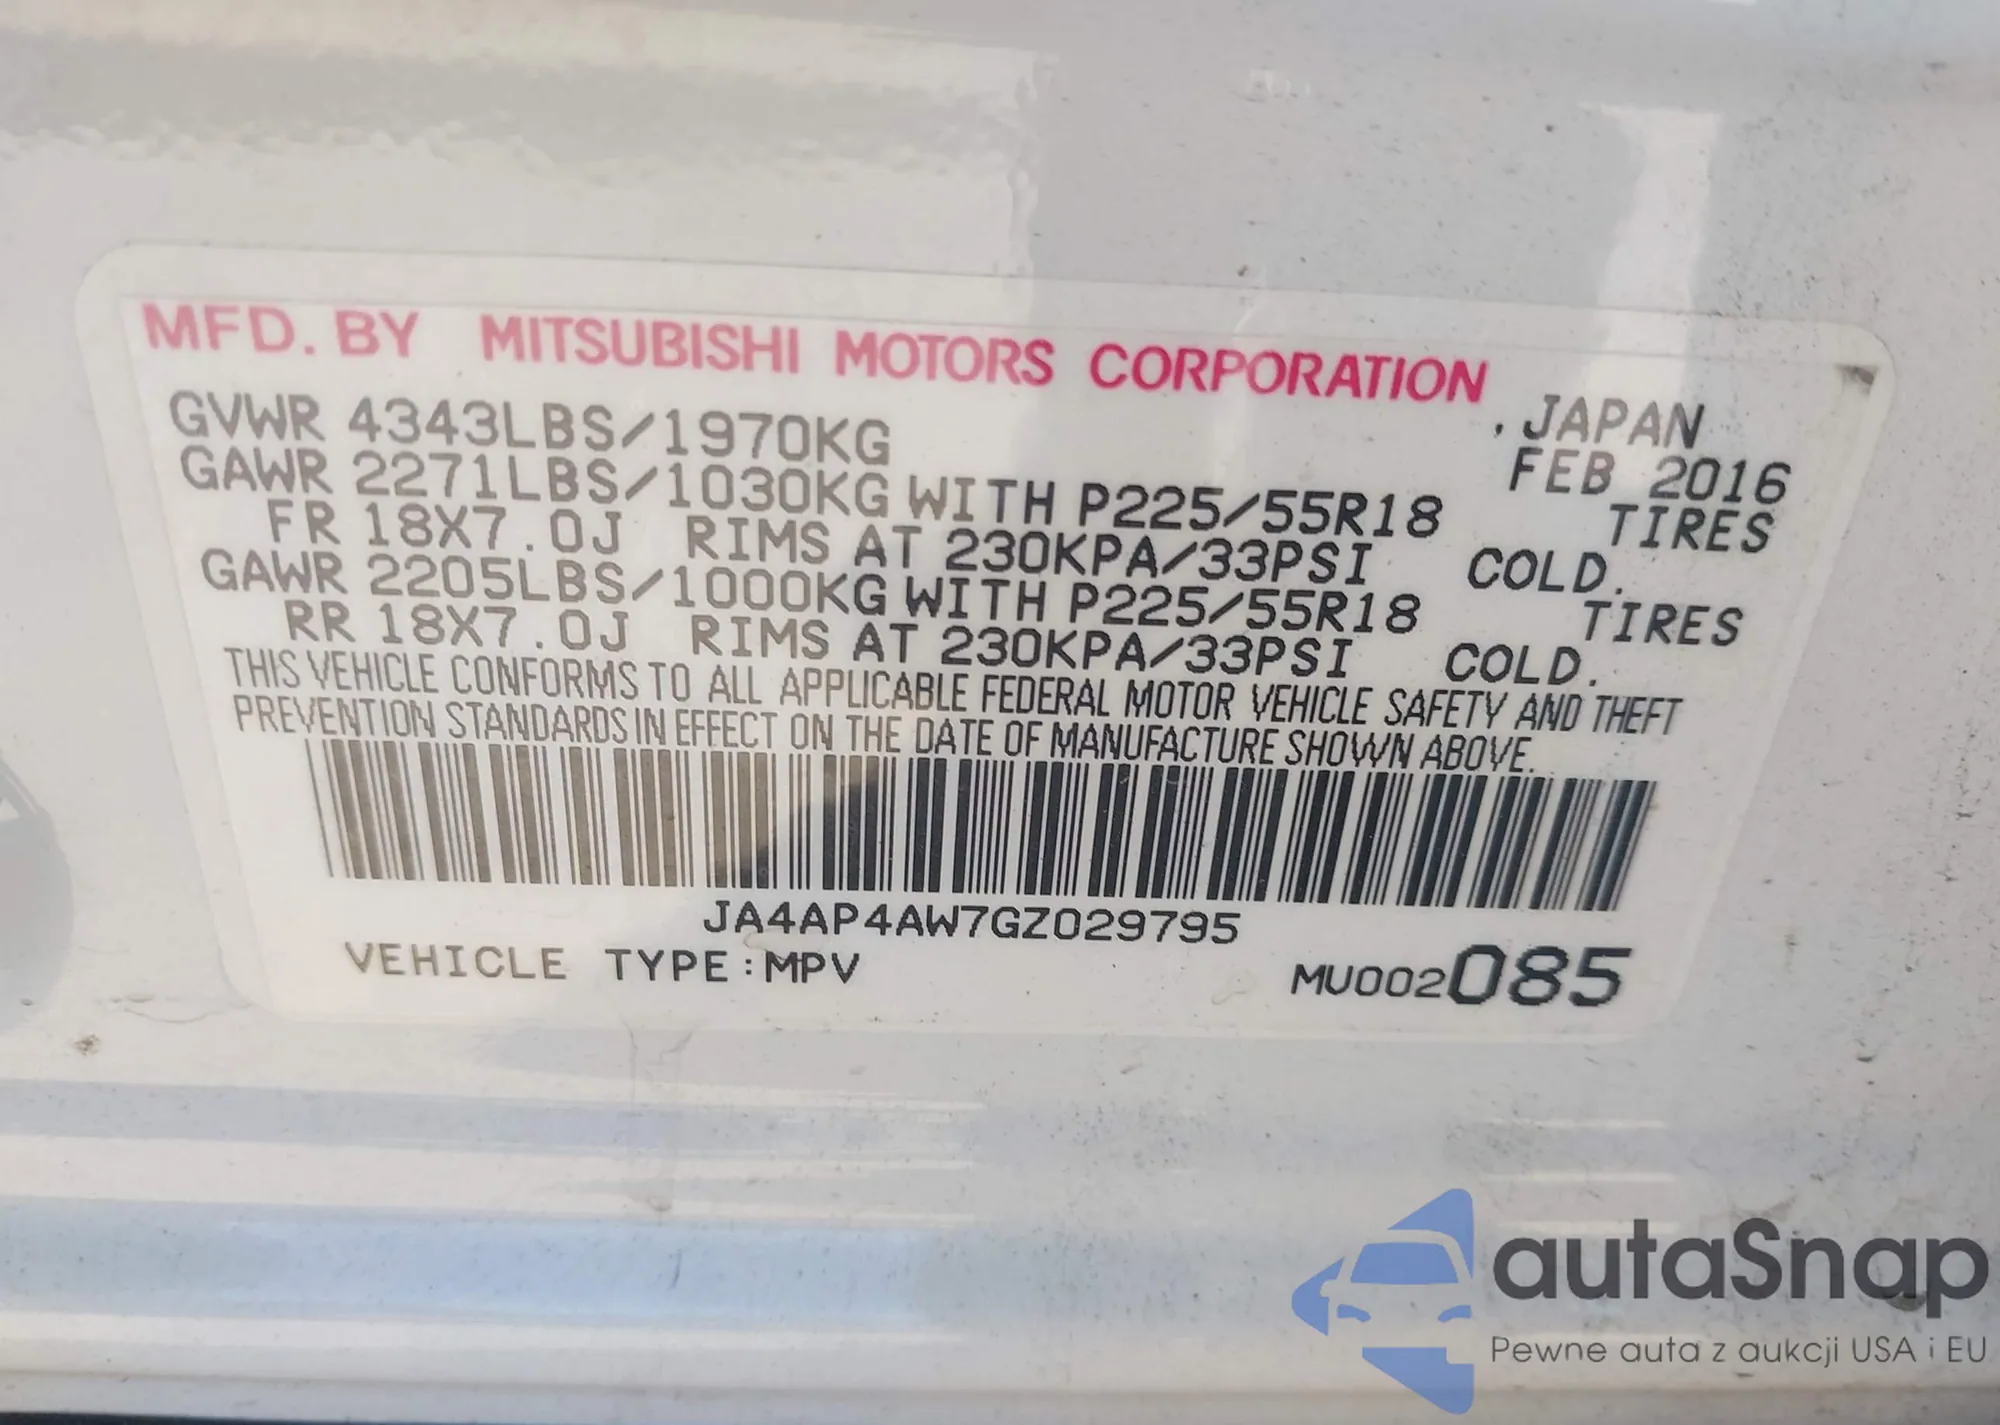 MFD. BY MITSUBISHI MOTORS CORPORATION
, JAPAN
GVWR 4343LBS/1970KG FEB 2016
GAWR 2271LBS/1030KG WITH P225/55R18 TIRES
FR 18X7.0J RIMS AT 230KPA/33PSI COLD.
GAWR 2205LBS/1000KG WITH P225/55R18 TIRES
RR 18X7.0J RIMS AT 230KPA/33PSI COLD.
THIS VEHICLE CONFORMS TO ALL APPLICABLE FEDERAL MOTOR VEHICLE SAFETY AND THEFT
PREVENTION STANDARDS IN EFFECT ON THE DATE OF MANUFACTURE SHOWN ABOVE.
JA4AP4AW7GZ029795
VEHICLE TYPE:MPV MU002085
autaSnap
Pewne auta z aukcji USA i EU